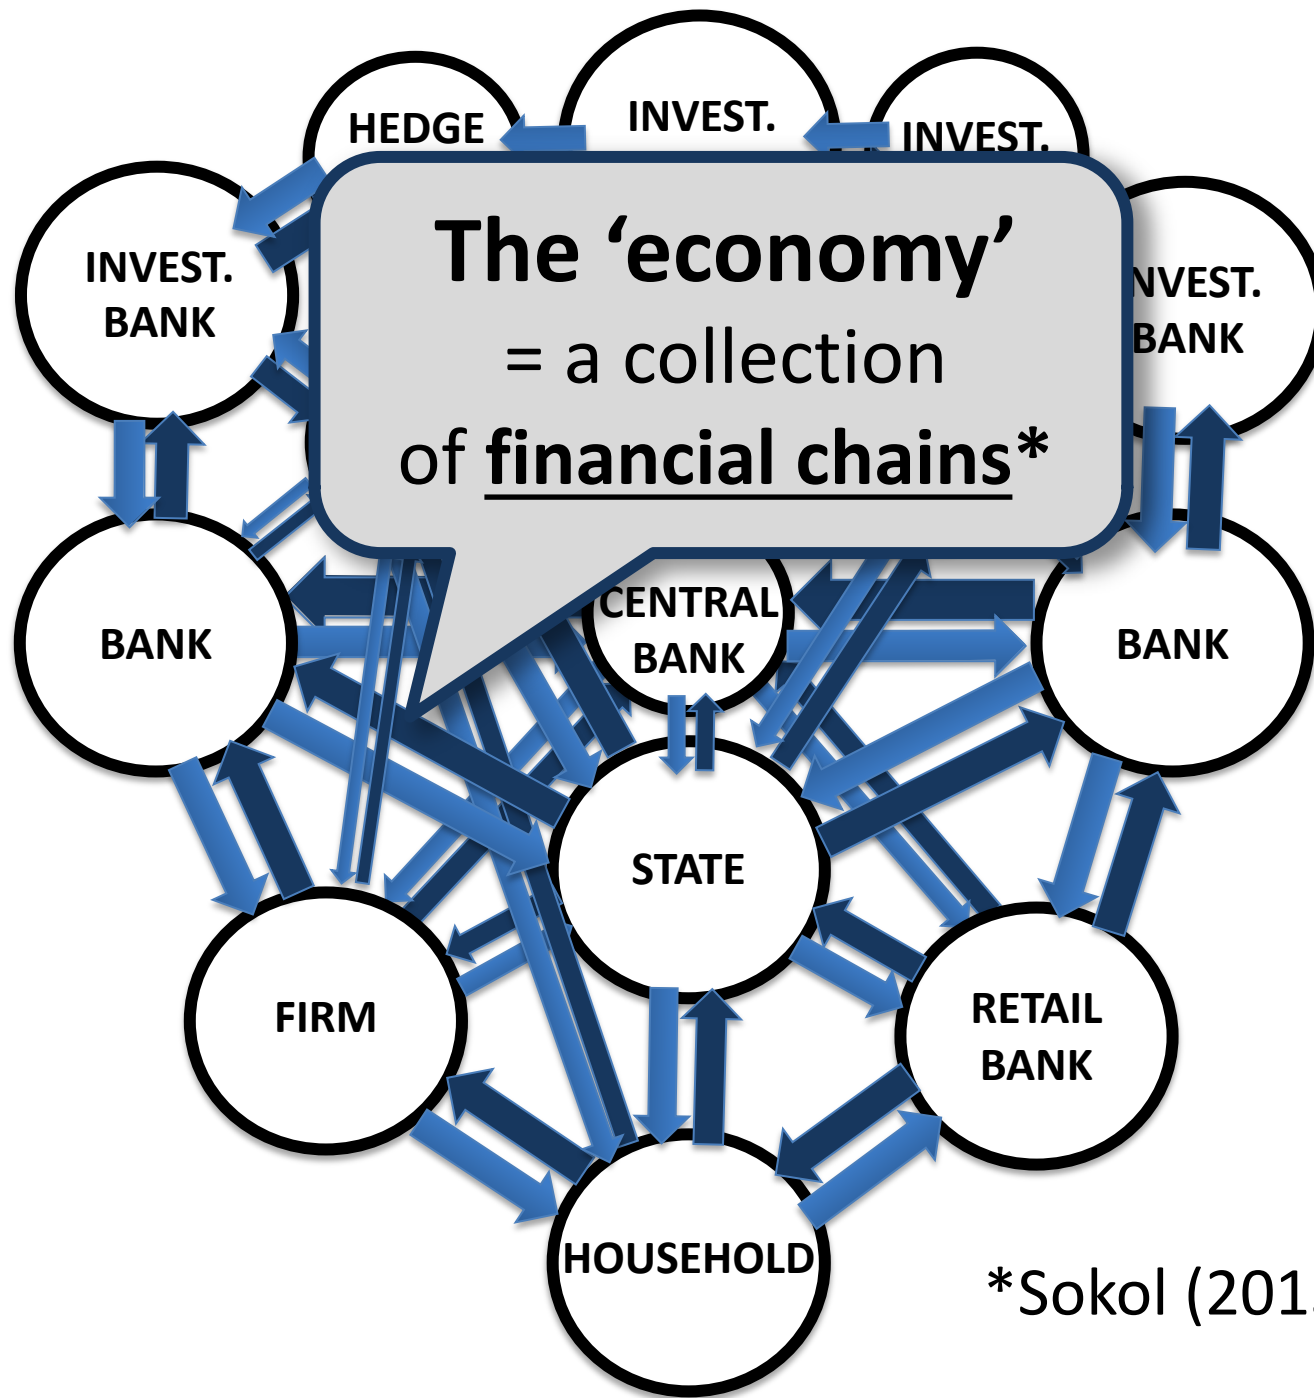 HEDGE
INVEST.
INVEST.
The ‘economy’
= a collection
of financial chains*
INVEST.
BANK
BANK
CENTRAL
BANK
BANK
BANK
STATE
FIRM
RETAIL
BANK
HOUSEHOLD
*Sokol